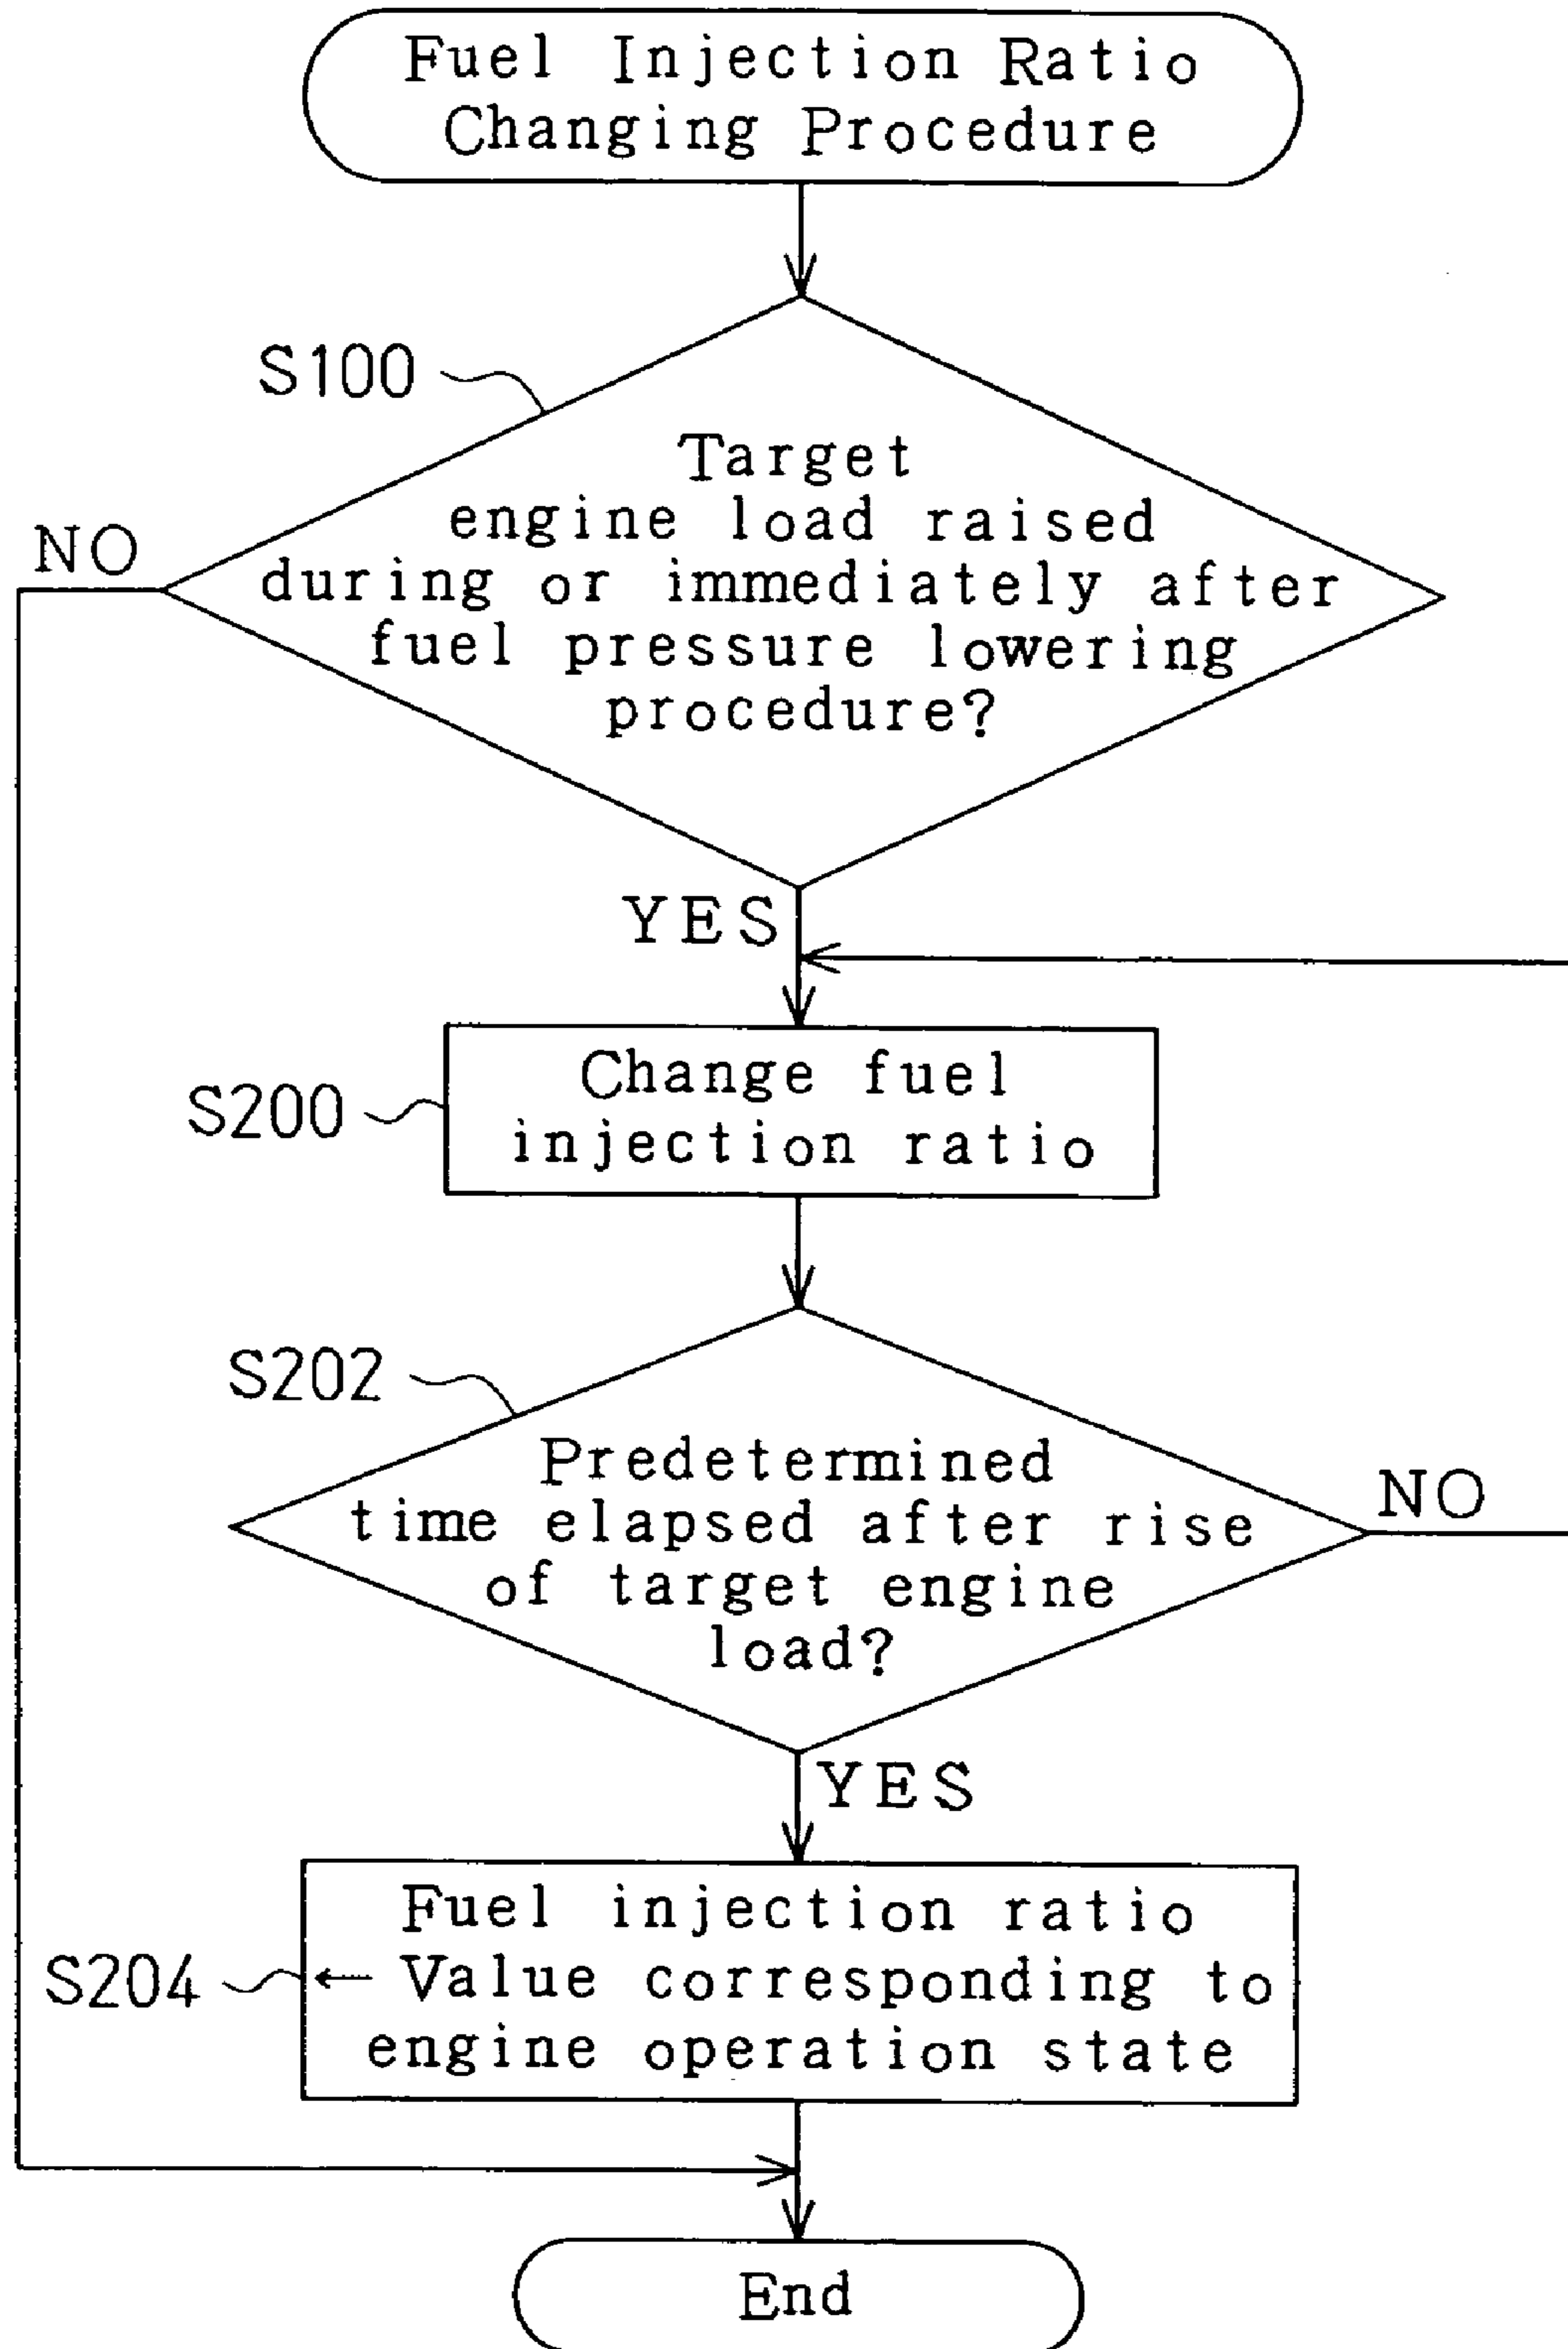 Fuel Injection Ratio
Changing Procedure
S100
Target
engine load raised
during or immediately after
fuel pressure lowering
procedure?
NO
YES
Change fuel
injection ratio
S200
S202
Predetermined
time elapsed after rise
of target engine
load?
NO
YES
Fuel injection ratio
← Value corresponding to
engine operation state
S204
End